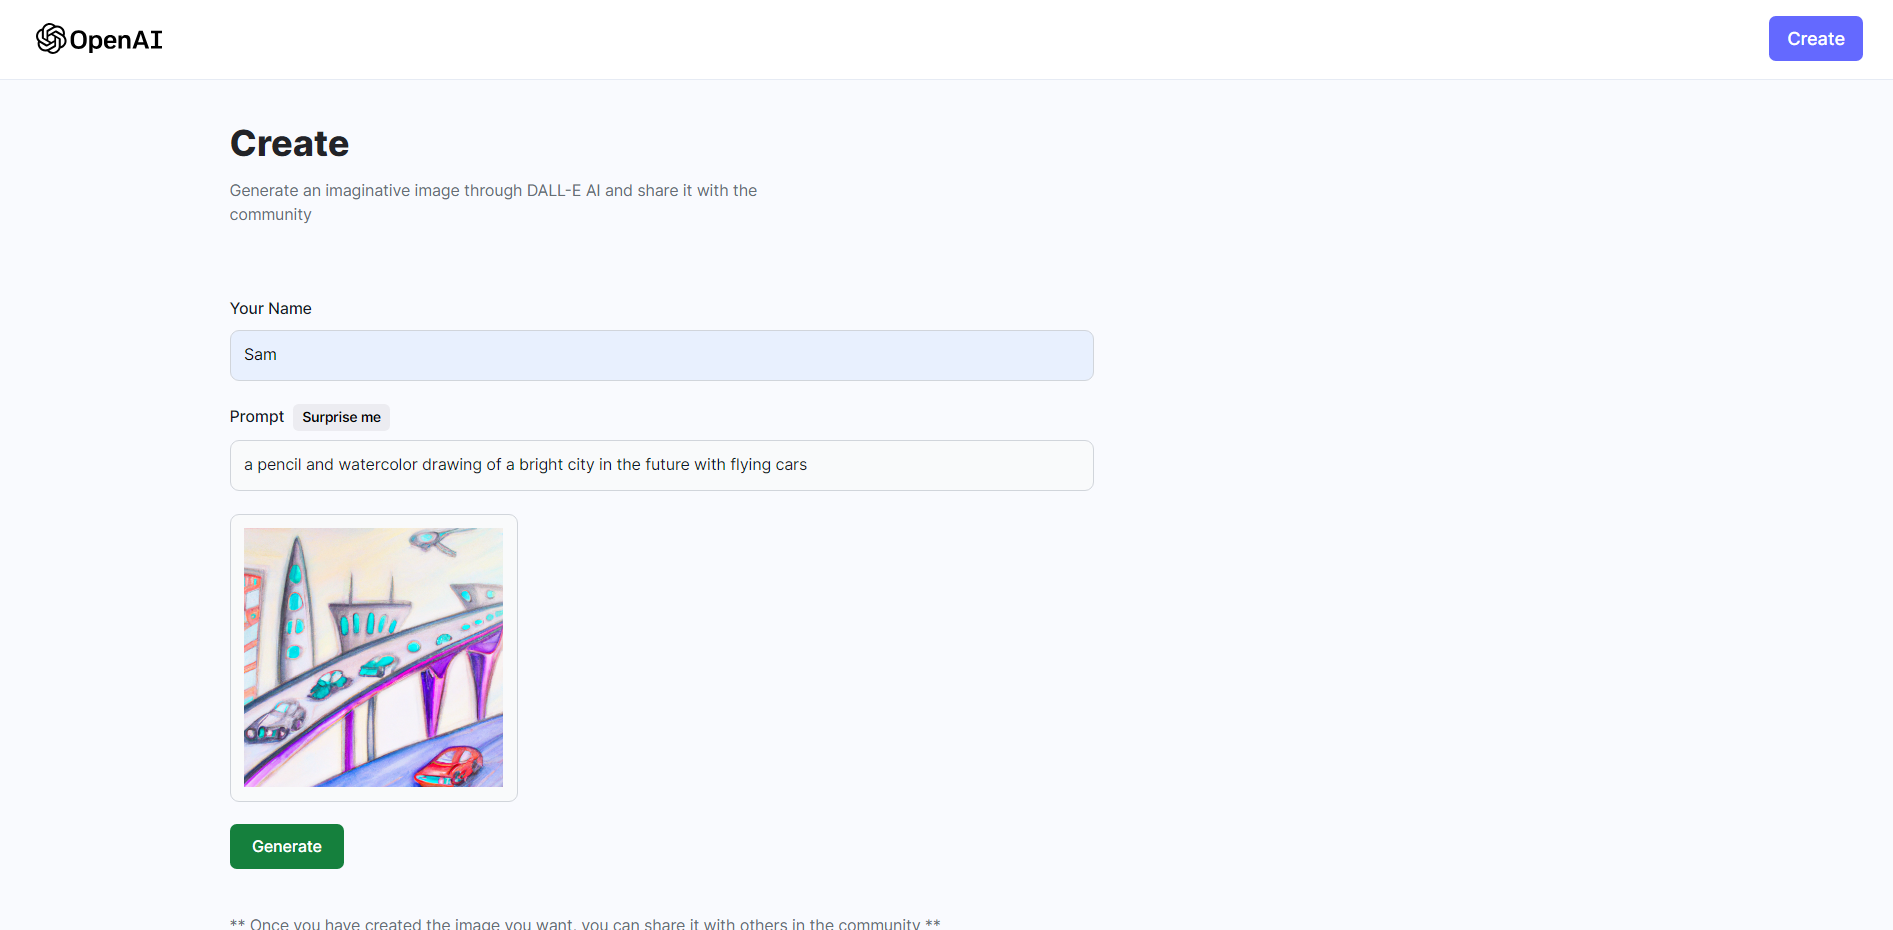 OpenAI
Create
Create
Generate an imaginative image through DALL-E AI and share it with the
community
Your Name
Sam
Prompt Surprise me
a pencil and watercolor drawing of a bright city in the future with flying cars
Generate
** Once you have created the image you want, you can share it with others in the community **